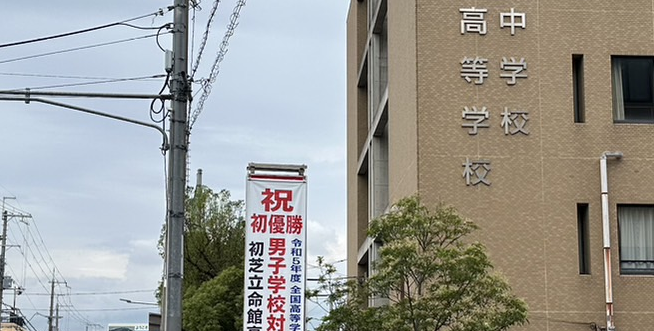 中学校
高等学校
祝
初優勝
令和5年度全国高等学
男子学校対
初芝立命館高